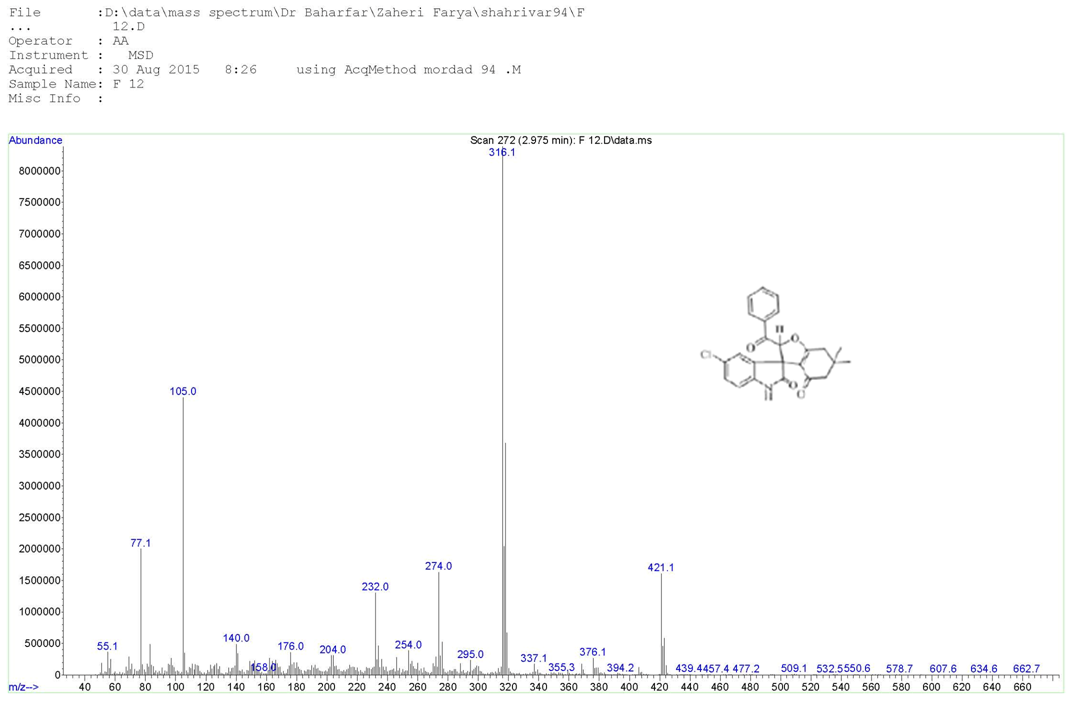 File :D:\data\mass spectrum\Dr Baharfar\Zaheri Farya\shahrivar94\F
... 12.D
Operator : AA
Instrument : MSD
Acquired : 30 Aug 2015 8:26 using AcqMethod mordad 94 .M
Sample Name: F 12
Misc Info :
Abundance
Scan 272 (2.975 min): F 12.D\data.ms
316.1
8000000
7500000
7000000
6500000
6000000
5500000
5000000
4500000
4000000
3500000
3000000
2500000
2000000
1500000
1000000
500000
0
105.0
77.1
274.0
421.1
232.0
140.0
55.1
176.0
204.0
254.0
158.0
295.0
337.1
376.1
355.3
394.2
439.4 457.4 477.2 509.1 532.5 550.6 578.7 607.6 634.6 662.7
H
O
O
Cl
O
N
H
O
m/z-->
40 60 80 100 120 140 160 180 200 220 240 260 280 300 320 340 360 380 400 420 440 460 480 500 520 540 560 580 600 620 640 660